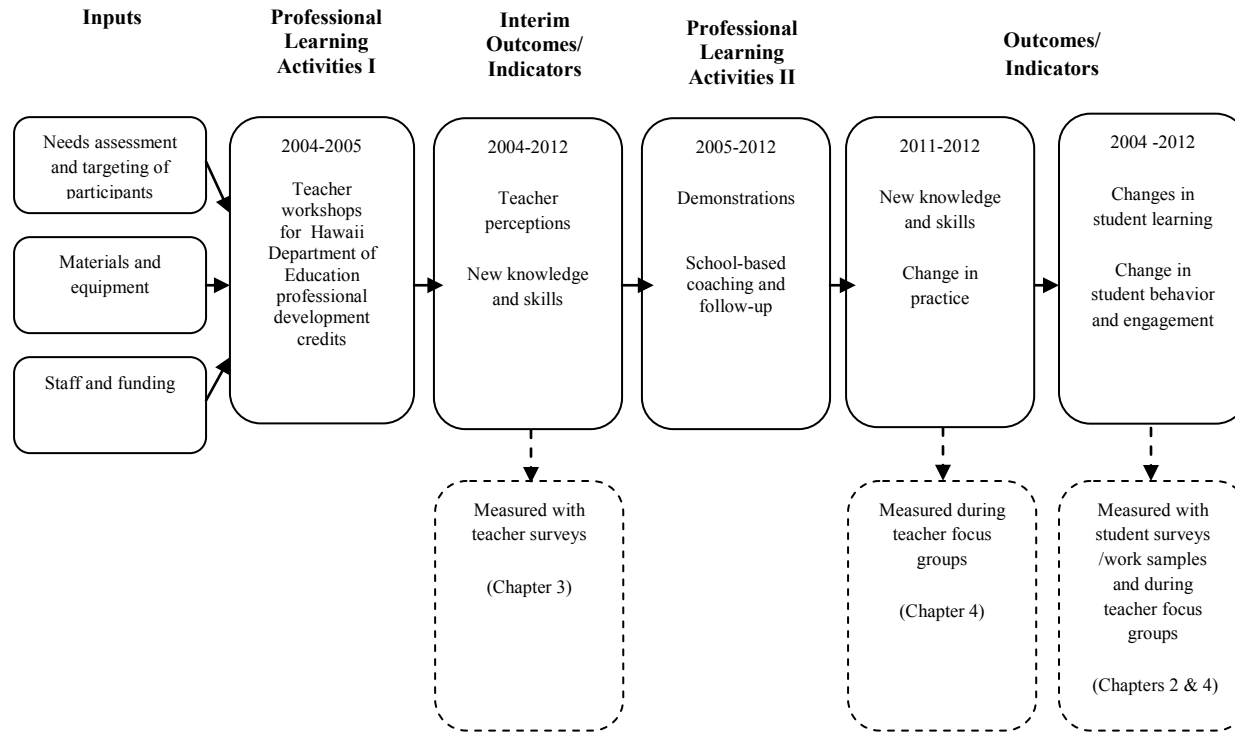 Inputs
Professional
Learning
Activities I
Interim
Outcomes/
Indicators
Professional
Learning
Activities II
Outcomes/
Indicators
Needs assessment
and targeting of
participants
Materials and
equipment
Staff and funding
2004-2005
Teacher
workshops
for Hawaii
Department of
Education
professional
development
credits
2004-2012
Teacher
perceptions
New knowledge
and skills
2005-2012
Demonstrations
School-based
coaching and
follow-up
2011-2012
New knowledge
and skills
Change in
practice
2004 -2012
Changes in
student learning
Change in
student behavior
and engagement
Measured with
teacher surveys
(Chapter 3)
Measured during
teacher focus
groups
(Chapter 4)
Measured with
student surveys
/work samples
and during
teacher focus
groups
(Chapters 2 & 4)